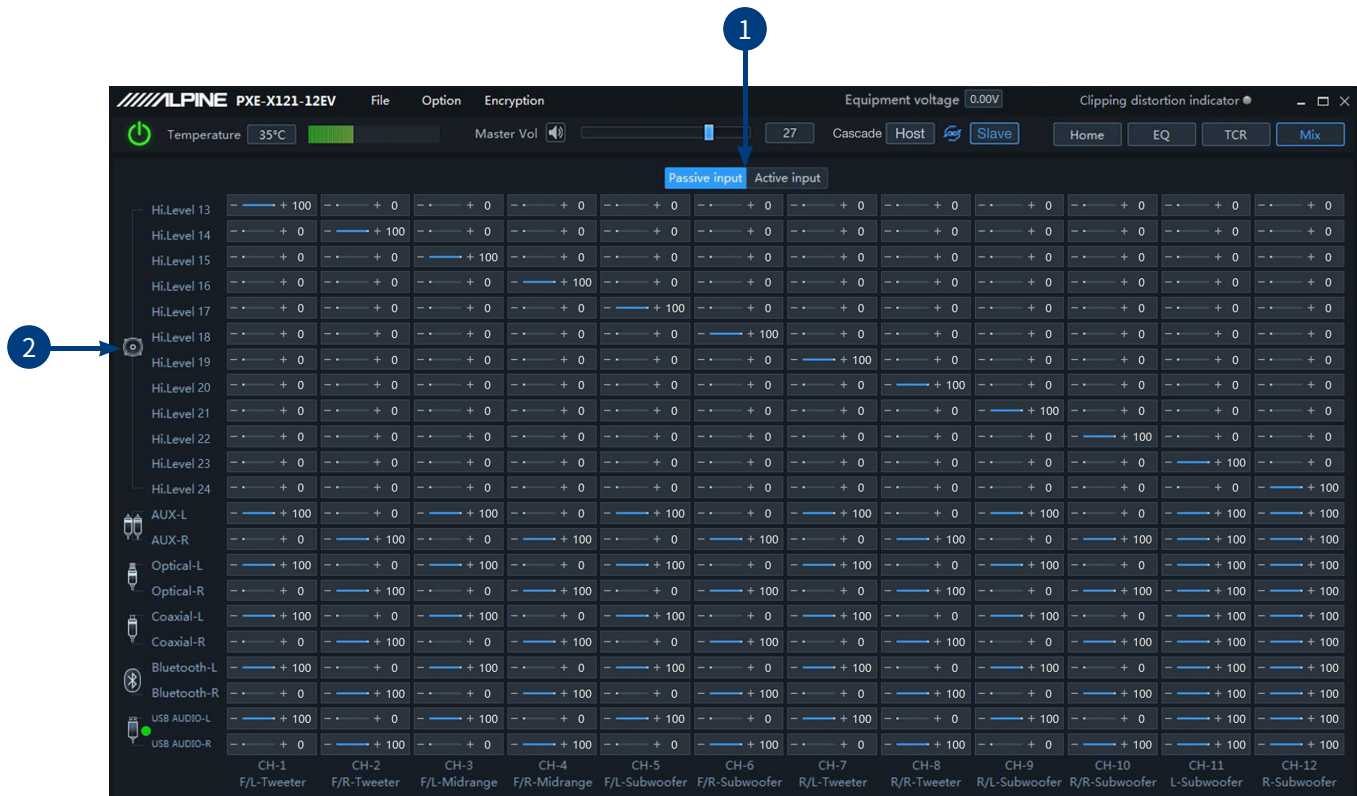 1
ALPINE PXE-X121-12EV File Option Encryption Equipment voltage 0.00V Clipping distortion indicator
Temperature 35°C Master Vol 27 Cascade Host Slave Home EQ TCR Mix
Passive input Active input
2
Hi.Level 13 - + 100 - + 0 - + 0 - + 0 - + 0 - + 0 - + 0 - + 0 - + 0 - + 0 - + 0 - + 0
Hi.Level 14 - + 0 - + 100 - + 0 - + 0 - + 0 - + 0 - + 0 - + 0 - + 0 - + 0 - + 0 - + 0
Hi.Level 15 - + 0 - + 0 - + 100 - + 0 - + 0 - + 0 - + 0 - + 0 - + 0 - + 0 - + 0 - + 0
Hi.Level 16 - + 0 - + 0 - + 0 - + 100 - + 0 - + 0 - + 0 - + 0 - + 0 - + 0 - + 0 - + 0
Hi.Level 17 - + 0 - + 0 - + 0 - + 0 - + 100 - + 0 - + 0 - + 0 - + 0 - + 0 - + 0 - + 0
Hi.Level 18 - + 0 - + 0 - + 0 - + 0 - + 0 - + 100 - + 0 - + 0 - + 0 - + 0 - + 0 - + 0
Hi.Level 19 - + 0 - + 0 - + 0 - + 0 - + 0 - + 0 - + 100 - + 0 - + 0 - + 0 - + 0 - + 0
Hi.Level 20 - + 0 - + 0 - + 0 - + 0 - + 0 - + 0 - + 0 - + 100 - + 0 - + 0 - + 0 - + 0
Hi.Level 21 - + 0 - + 0 - + 0 - + 0 - + 0 - + 0 - + 0 - + 0 - + 100 - + 0 - + 0 - + 0
Hi.Level 22 - + 0 - + 0 - + 0 - + 0 - + 0 - + 0 - + 0 - + 0 - + 0 - + 100 - + 0 - + 0
Hi.Level 23 - + 0 - + 0 - + 0 - + 0 - + 0 - + 0 - + 0 - + 0 - + 0 - + 0 - + 100 - + 0
Hi.Level 24 - + 0 - + 0 - + 0 - + 0 - + 0 - + 0 - + 0 - + 0 - + 0 - + 0 - + 0 - + 100
AUX-L - + 100 - + 0 - + 100 - + 0 - + 100 - + 0 - + 100 - + 0 - + 100 - + 0 - + 100 - + 100
AUX-R - + 0 - + 100 - + 0 - + 100 - + 0 - + 100 - + 0 - + 100 - + 0 - + 100 - + 100 - + 100
Optical-L - + 100 - + 0 - + 100 - + 0 - + 100 - + 0 - + 100 - + 0 - + 100 - + 0 - + 100 - + 100
Optical-R - + 0 - + 100 - + 0 - + 100 - + 0 - + 100 - + 0 - + 100 - + 0 - + 100 - + 100 - + 100
Coaxial-L - + 100 - + 0 - + 100 - + 0 - + 100 - + 0 - + 100 - + 0 - + 100 - + 0 - + 100 - + 100
Coaxial-R - + 0 - + 100 - + 0 - + 100 - + 0 - + 100 - + 0 - + 100 - + 0 - + 100 - + 100 - + 100
Bluetooth-L - + 100 - + 0 - + 100 - + 0 - + 100 - + 0 - + 100 - + 0 - + 100 - + 0 - + 100 - + 100
Bluetooth-R - + 0 - + 100 - + 0 - + 100 - + 0 - + 100 - + 0 - + 100 - + 0 - + 100 - + 100 - + 100
USB AUDIO-L - + 100 - + 0 - + 100 - + 0 - + 100 - + 0 - + 100 - + 0 - + 100 - + 0 - + 100 - + 100
USB AUDIO-R - + 0 - + 100 - + 0 - + 100 - + 0 - + 100 - + 0 - + 100 - + 0 - + 100 - + 100 - + 100
CH-1 CH-2 CH-3 CH-4 CH-5 CH-6 CH-7 CH-8 CH-9 CH-10 CH-11 CH-12
F/L-Tweeter F/R-Tweeter F/L-Midrange F/R-Midrange F/L-Subwoofer F/R-Subwoofer R/L-Tweeter R/R-Tweeter R/L-Subwoofer R/R-Subwoofer L-Subwoofer R-Subwoofer